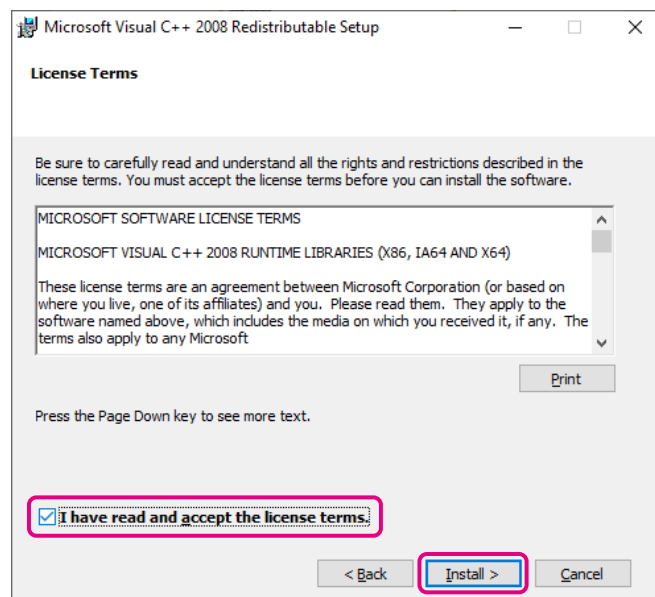 Microsoft Visual C++ 2008 Redistributable Setup
License Terms
Be sure to carefully read and understand all the rights and restrictions described in the
license terms. You must accept the license terms before you can install the software.
MICROSOFT SOFTWARE LICENSE TERMS
MICROSOFT VISUAL C++ 2008 RUNTIME LIBRARIES (X86, IA64 AND X64)
These license terms are an agreement between Microsoft Corporation (or based on
where you live, one of its affiliates) and you. Please read them. They apply to the
software named above, which includes the media on which you received it, if any. The
terms also apply to any Microsoft
Print
Press the Page Down key to see more text.
I have read and accept the license terms.
< Back Install > Cancel